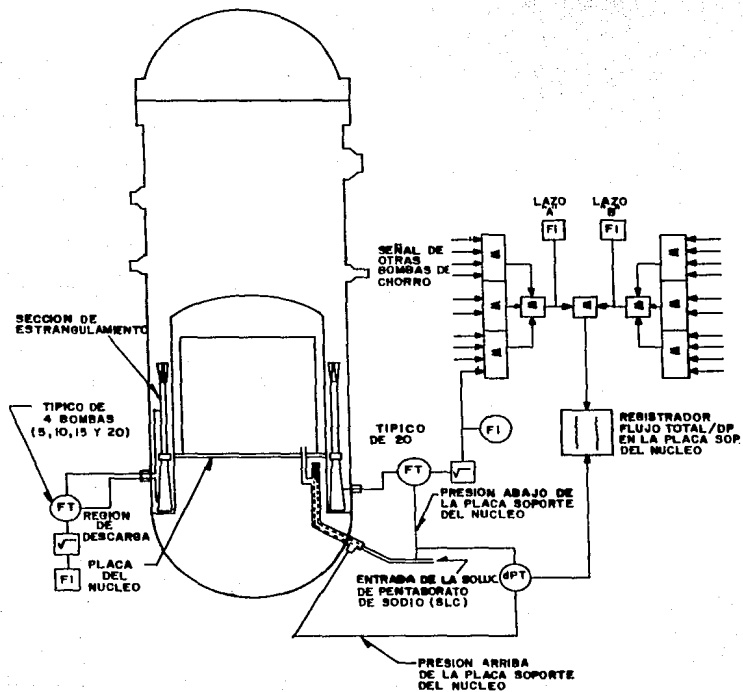 LAZO
"A"
FI
LAZO
"B"
FI
SEÑAL DE
OTRAS
BOMBAS DE
CHORRO
SECCION DE
ESTRANGULAMIENTO
TIPICO DE
4 BOMBAS
(5,10,15 Y 20)
TIPICO
DE 20
REGISTRADOR
FLUJO TOTAL/DP
EN LA PLACA SOP
DEL NUCLEO
FI
FT
√
FT
REGION
DE
DESCARGA
√
FI
PLACA
DEL
NUCLEO
PRESION ABAJO DE
LA PLACA SOPORTE
DEL NUCLEO
ENTRADA DE LA SOLUC.
DE PENTABORATO
DE SODIO (SLC)
dPT
PRESION ARRIBA
DE LA PLACA SOPORTE
DEL NUCLEO